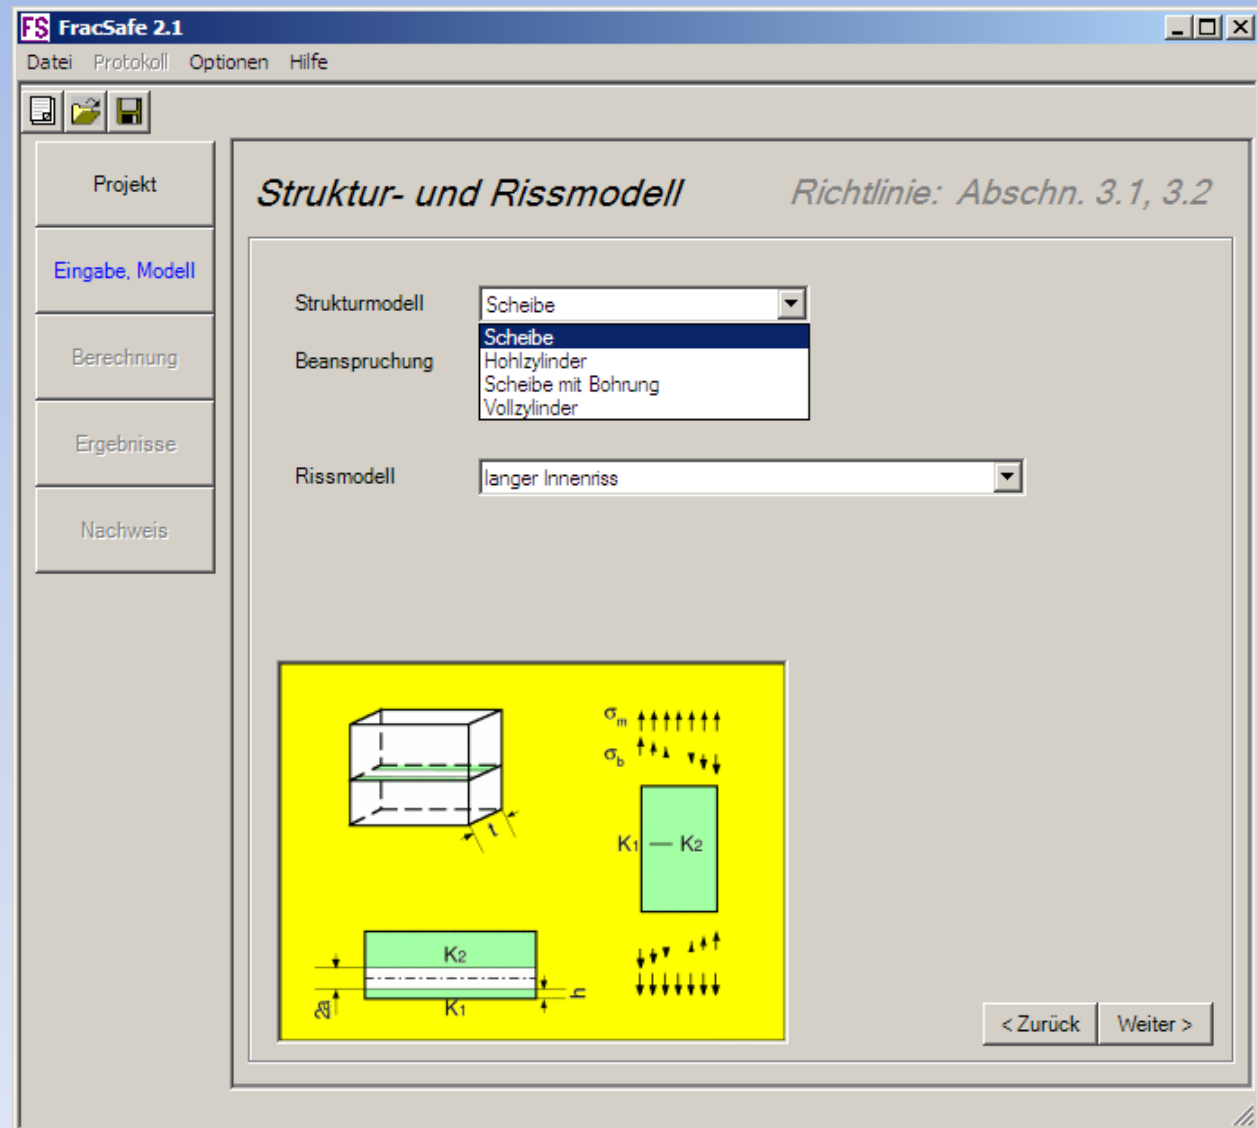 FS FracSafe 2.1
Datei Protokoll Optionen Hilfe
Projekt
Eingabe, Modell
Berechnung
Ergebnisse
Nachweis
Struktur- und Rissmodell Richtlinie: Abschn. 3.1, 3.2
Strukturmodell Scheibe
Scheibe
Beanspruchung Hohlzylinder
Scheibe mit Bohrung
Vollzylinder
Rissmodell langer Innenriss
σm
σb
t
K1 — K2
K2
2a
K1
h
< Zurück Weiter >